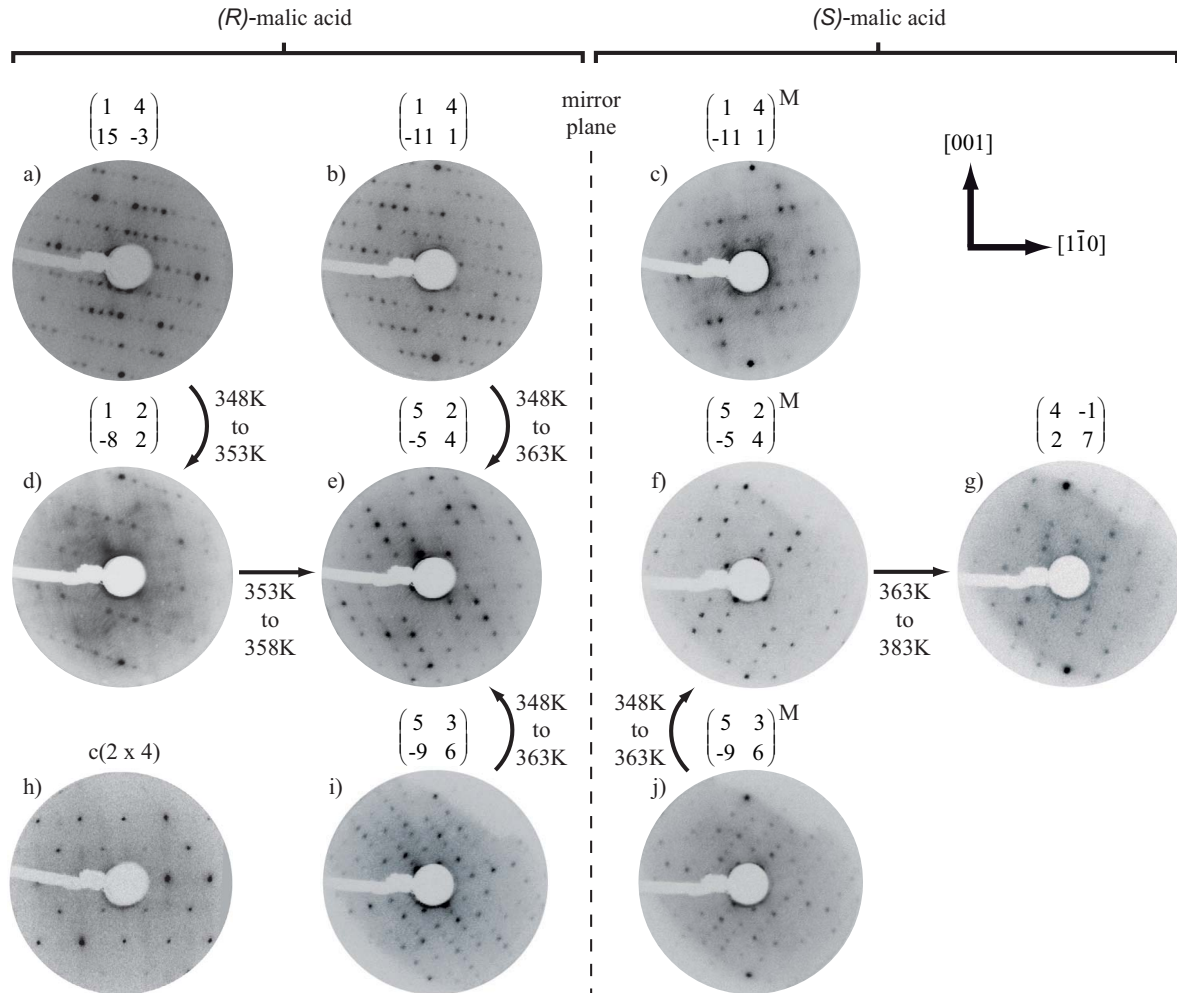 (R)-malic acid
(S)-malic acid
mirror
plane
1 4
15 -3
a)
1 4
-11 1
b)
1 4
-11 1
M
c)
[001]
[11̄0]
348K
to
353K
348K
to
363K
1 2
-8 2
d)
5 2
-5 4
e)
5 2
-5 4
M
f)
4 -1
2 7
g)
353K
to
358K
363K
to
383K
348K
to
363K
348K
to
363K
c(2 x 4)
h)
5 3
-9 6
i)
5 3
-9 6
M
j)